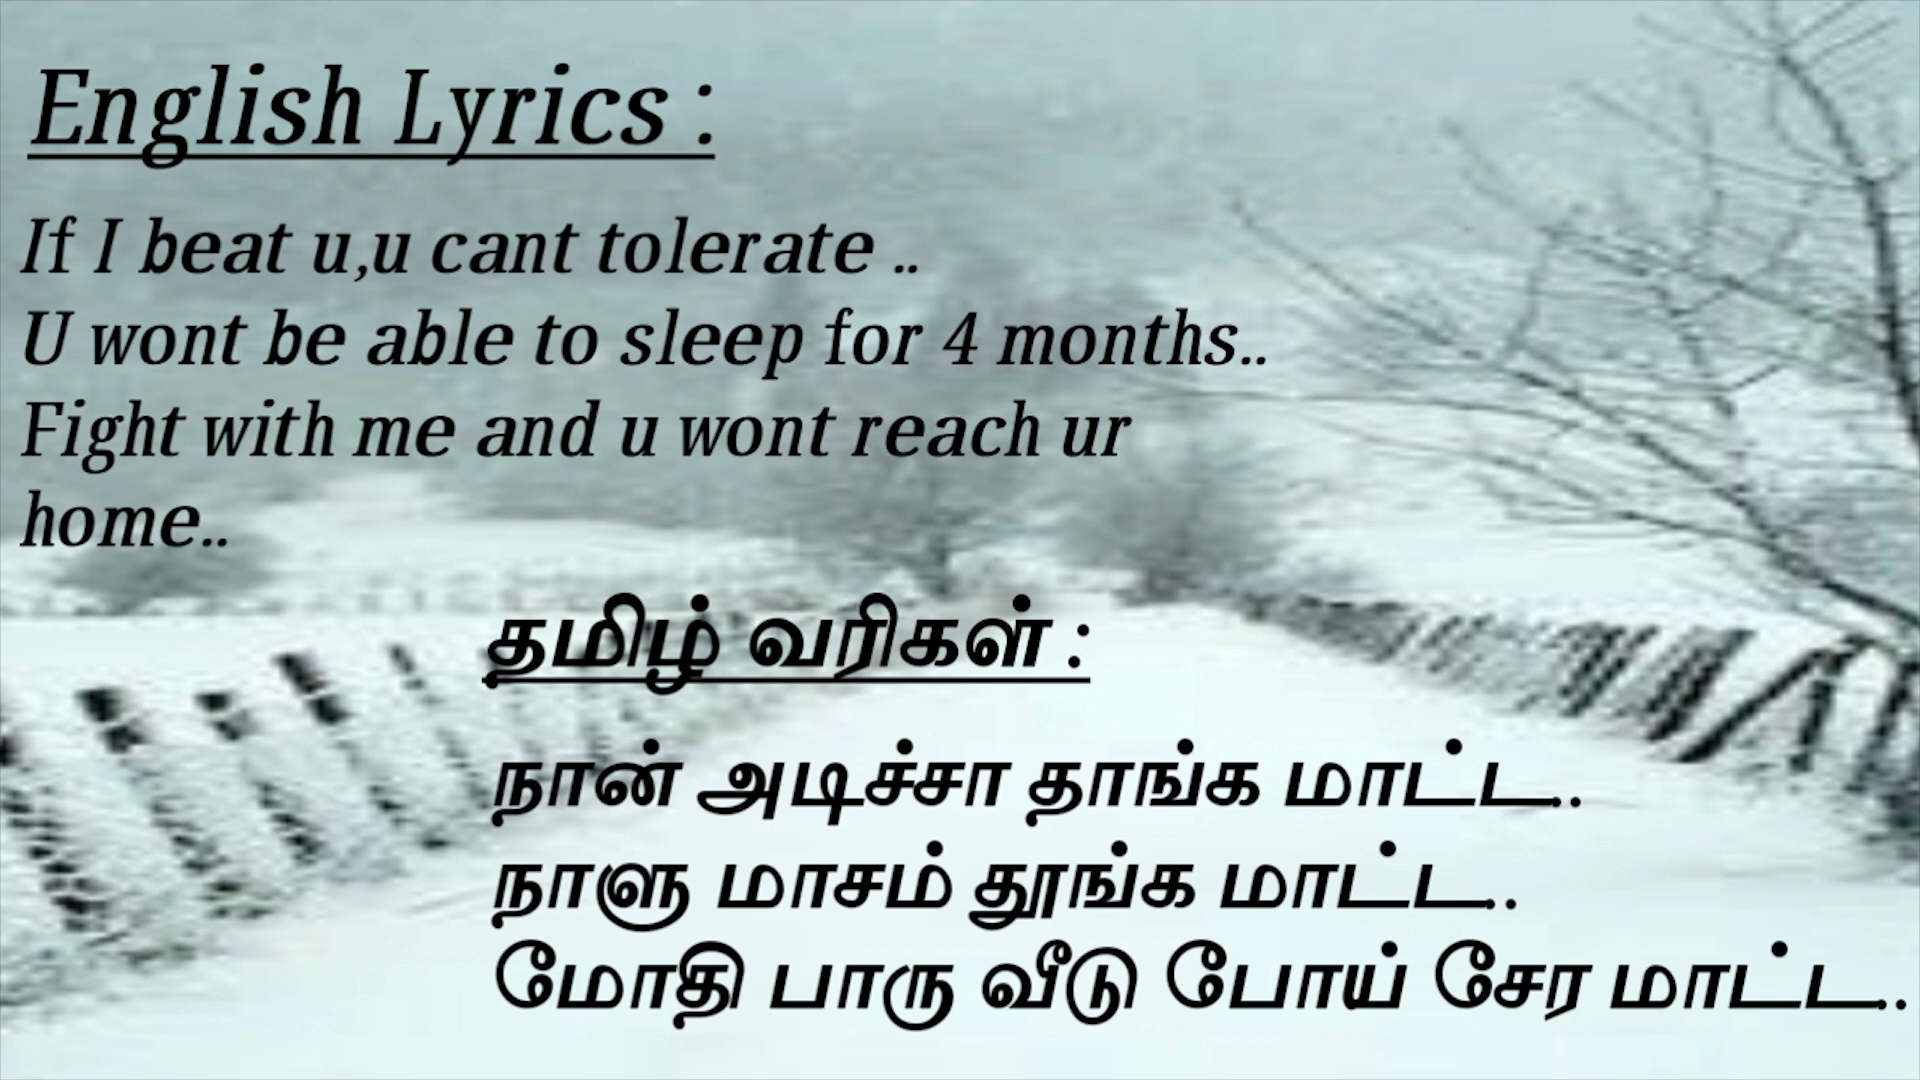 English Lyrics :
If I beat u,u cant tolerate ..
U wont be able to sleep for 4 months..
Fight with me and u wont reach ur
home..
தமிழ் வரிகள் :
நான் அடிச்சா தாங்க மாட்ட..
நாளு மாசம் தூங்க மாட்ட..
மோதி பாரு வீடு போய் சேர மாட்ட..